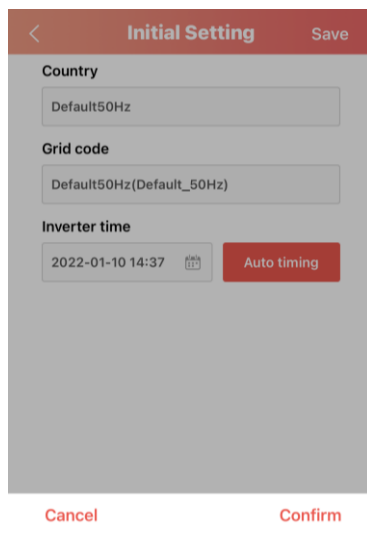 Initial Setting Save
Country
Default50Hz
Grid code
Default50Hz(Default_50Hz)
Inverter time
2022-01-10 14:37 Auto timing
Cancel Confirm